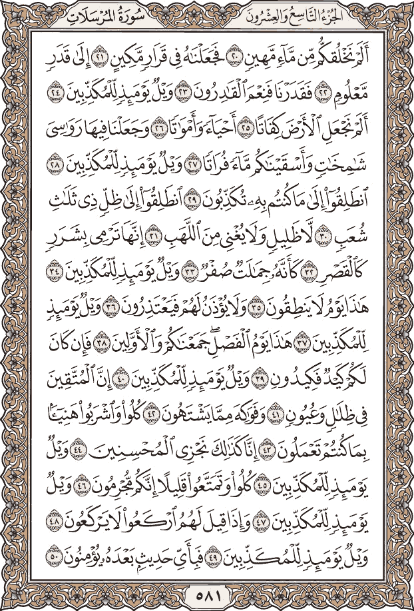 الجزء التاسع والعشرون سورة المرسلات
أَلَمْ نَخْلُقكُّم مِّن مَّآءٍ مَّهِينٍ ٢٠ فَجَعَلْنَٰهُ فِى قَرَارٍ مَّكِينٍ ٢١ إِلَىٰ قَدَرٍ
مَّعْلُومٍ ٢٢ فَقَدَرْنَا فَنِعْمَ ٱلْقَٰدِرُونَ ٢٣ وَيْلٌ يَوْمَئِذٍ لِّلْمُكَذِّبِينَ ٢٤
أَلَمْ نَجْعَلِ ٱلْأَرْضَ كِفَاتًا ٢٥ أَحْيَآءً وَأَمْوَٰتًا ٢٦ وَجَعَلْنَا فِيهَا رَوَٰسِىَ
شَٰمِخَٰتٍ وَأَسْقَيْنَٰكُم مَّآءً فُرَاتًا ٢٧ وَيْلٌ يَوْمَئِذٍ لِّلْمُكَذِّبِينَ ٢٨
ٱنطَلِقُوٓا۟ إِلَىٰ مَا كُنتُم بِهِۦ تُكَذِّبُونَ ٢٩ ٱنطَلِقُوٓا۟ إِلَىٰ ظِلٍّ ذِى ثَلَٰثِ
شُعَبٍ ٣٠ لَّا ظَلِيلٍ وَلَا يُغْنِى مِنَ ٱللَّهَبِ ٣١ إِنَّهَا تَرْمِى بِشَرَرٍ
كَٱلْقَصْرِ ٣٢ كَأَنَّهُۥ جِمَٰلَتٌ صُفْرٌ ٣٣ وَيْلٌ يَوْمَئِذٍ لِّلْمُكَذِّبِينَ ٣٤
هَٰذَا يَوْمُ لَا يَنطِقُونَ ٣٥ وَلَا يُؤْذَنُ لَهُمْ فَيَعْتَذِرُونَ ٣٦ وَيْلٌ يَوْمَئِذٍ
لِّلْمُكَذِّبِينَ ٣٧ هَٰذَا يَوْمُ ٱلْفَصْلِ ۖ جَمَعْنَٰكُمْ وَٱلْأَوَّلِينَ ٣٨ فَإِن كَانَ
لَكُمْ كَيْدٌ فَكِيدُونِ ٣٩ وَيْلٌ يَوْمَئِذٍ لِّلْمُكَذِّبِينَ ٤٠ إِنَّ ٱلْمُتَّقِينَ
فِى ظِلَٰلٍ وَعُيُونٍ ٤١ وَفَوَٰكِهَ مِمَّا يَشْتَهُونَ ٤٢ كُلُوا۟ وَٱشْرَبُوا۟ هَنِيٓـًٔۢا
بِمَا كُنتُمْ تَعْمَلُونَ ٤٣ إِنَّا كَذَٰلِكَ نَجْزِى ٱلْمُحْسِنِينَ ٤٤ وَيْلٌ
يَوْمَئِذٍ لِّلْمُكَذِّبِينَ ٤٥ كُلُوا۟ وَتَمَتَّعُوا۟ قَلِيلًا إِنَّكُم مُّجْرِمُونَ ٤٦ وَيْلٌ
يَوْمَئِذٍ لِّلْمُكَذِّبِينَ ٤٧ وَإِذَا قِيلَ لَهُمُ ٱرْكَعُوا۟ لَا يَرْكَعُونَ ٤٨
وَيْلٌ يَوْمَئِذٍ لِّلْمُكَذِّبِينَ ٤٩ فَبِأَىِّ حَدِيثٍۭ بَعْدَهُۥ يُؤْمِنُونَ ٥٠
٥٨١